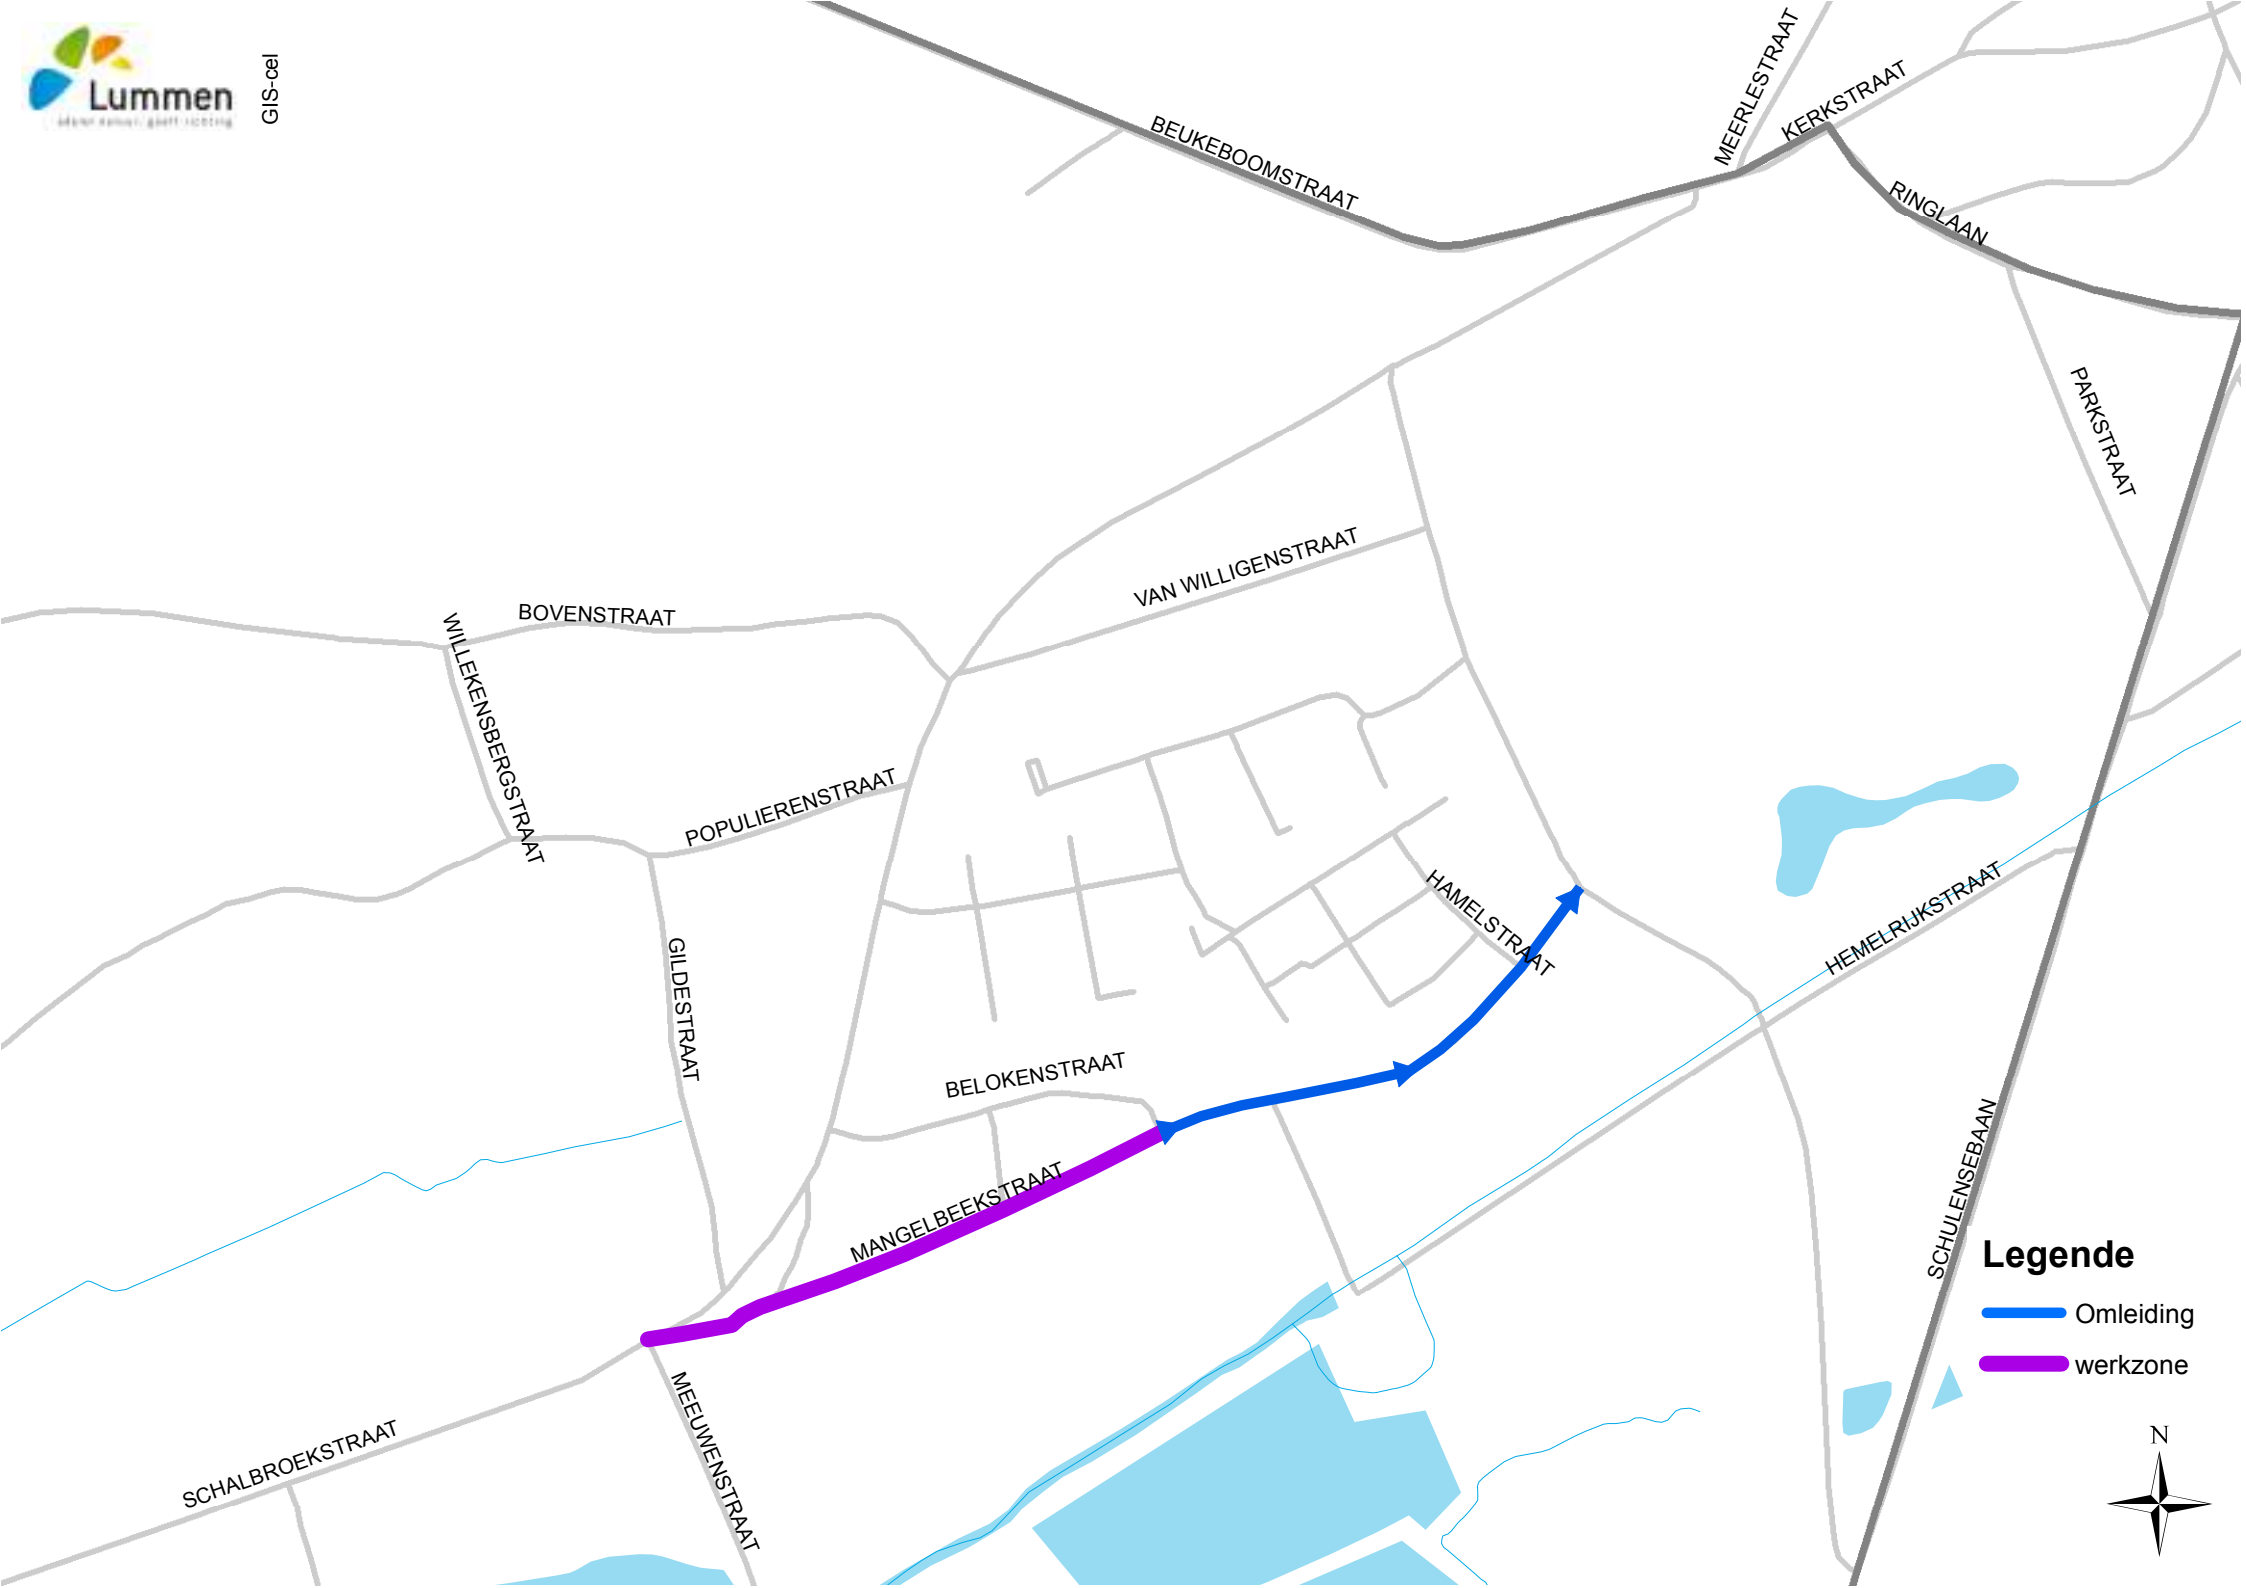 Lummen
GIS-cel
MEERLESTRAAT
KERKSTRAAT
BEUKEBOOMSTRAAT
RINGLAAN
PARKSTRAAT
VAN WILLIGENSTRAAT
BOVENSTRAAT
WILLEKENSBERGSTRAAT
POPULIERENSTRAAT
HAMELSTRAAT
HEMELRIJKSTRAAT
GILDESTRAAT
BELOKENSTRAAT
MANGELBEEKSTRAAT
SCHULENSEBAAN
MEEUWENSTRAAT
SCHALBROEKSTRAAT
Legende
Omleiding
werkzone
N